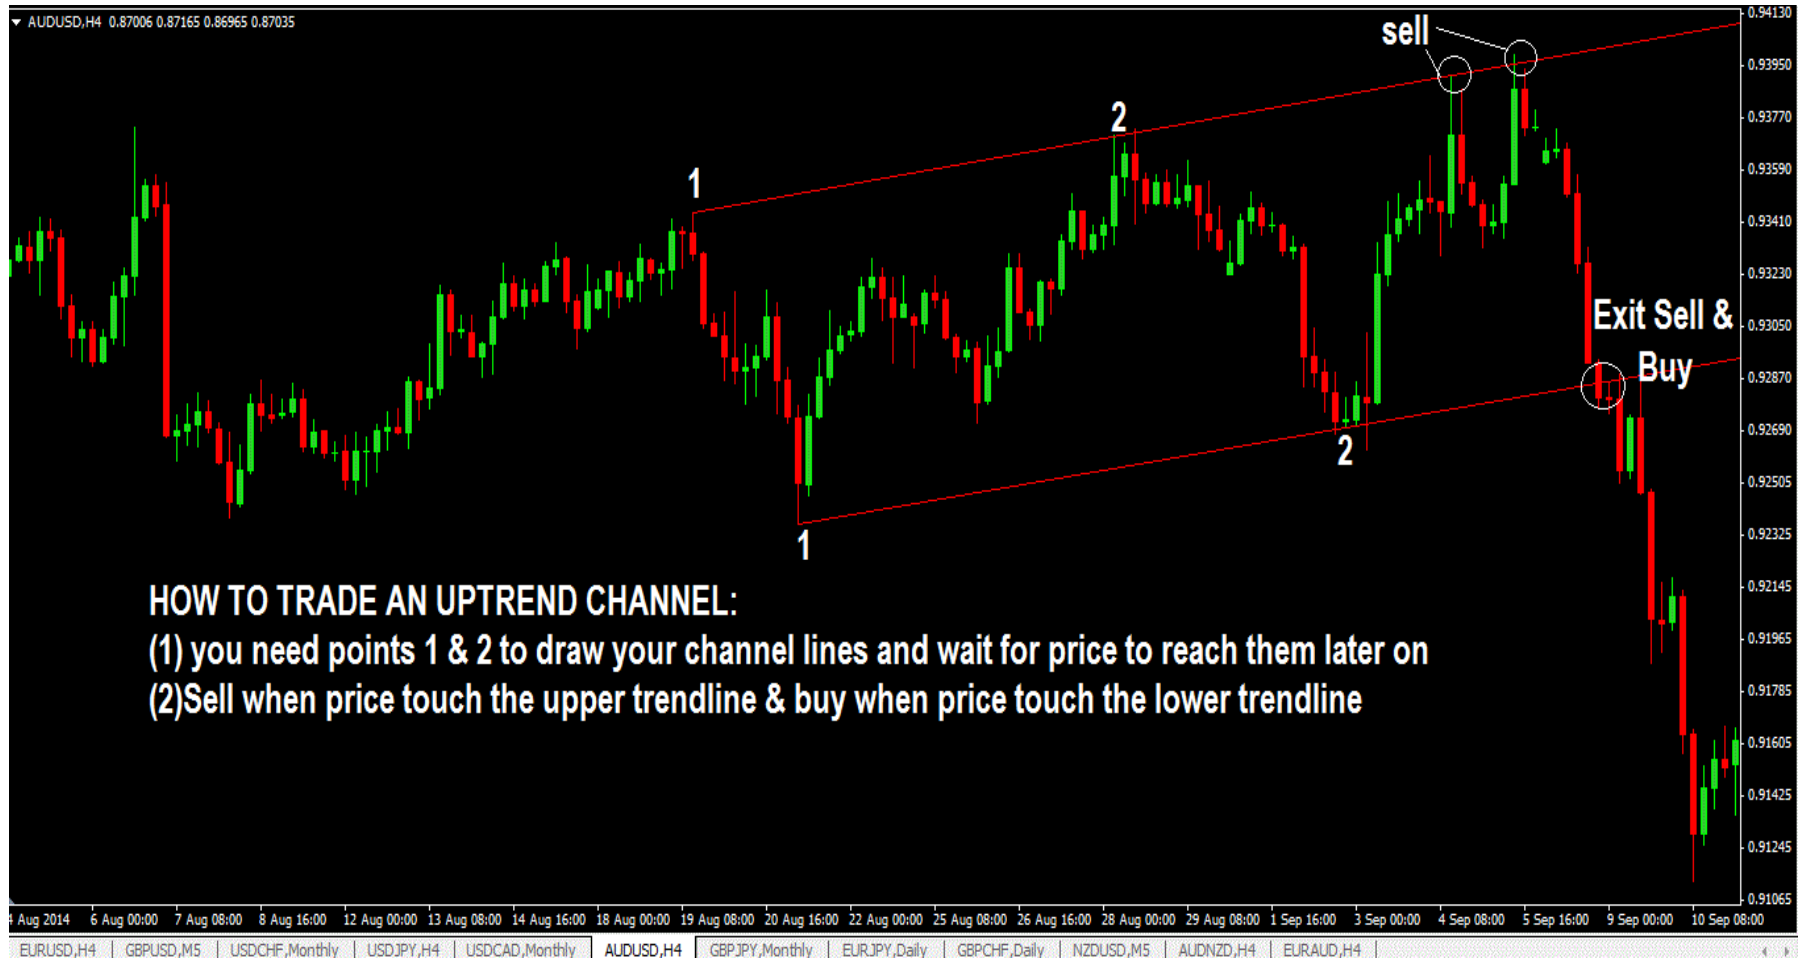 AUDUSD,H4 0.87006 0.87165 0.86965 0.87035
sell
0.94130
0.93950
0.93770
0.93590
0.93410
0.93230
0.93050
0.92870
0.92690
0.92505
0.92325
0.92145
0.91965
0.91785
0.91605
0.91425
0.91245
0.91065
1
2
1
2
Exit Sell &
Buy
HOW TO TRADE AN UPTREND CHANNEL:
(1) you need points 1 & 2 to draw your channel lines and wait for price to reach them later on
(2)Sell when price touch the upper trendline & buy when price touch the lower trendline
4 Aug 2014 6 Aug 00:00 7 Aug 08:00 8 Aug 16:00 12 Aug 00:00 13 Aug 08:00 14 Aug 16:00 18 Aug 00:00 19 Aug 08:00 20 Aug 16:00 22 Aug 00:00 25 Aug 08:00 26 Aug 16:00 28 Aug 00:00 29 Aug 08:00 1 Sep 16:00 3 Sep 00:00 4 Sep 08:00 5 Sep 16:00 9 Sep 00:00 10 Sep 08:00
EURUSD,H4 GBPUSD,M5 USDCHF,Monthly USDJPY,H4 USDCAD,Monthly AUDUSD,H4 GBPJPY,Monthly EURJPY,Daily GBPCHF,Daily NZDUSD,M5 AUDNZD,H4 EURAUD,H4